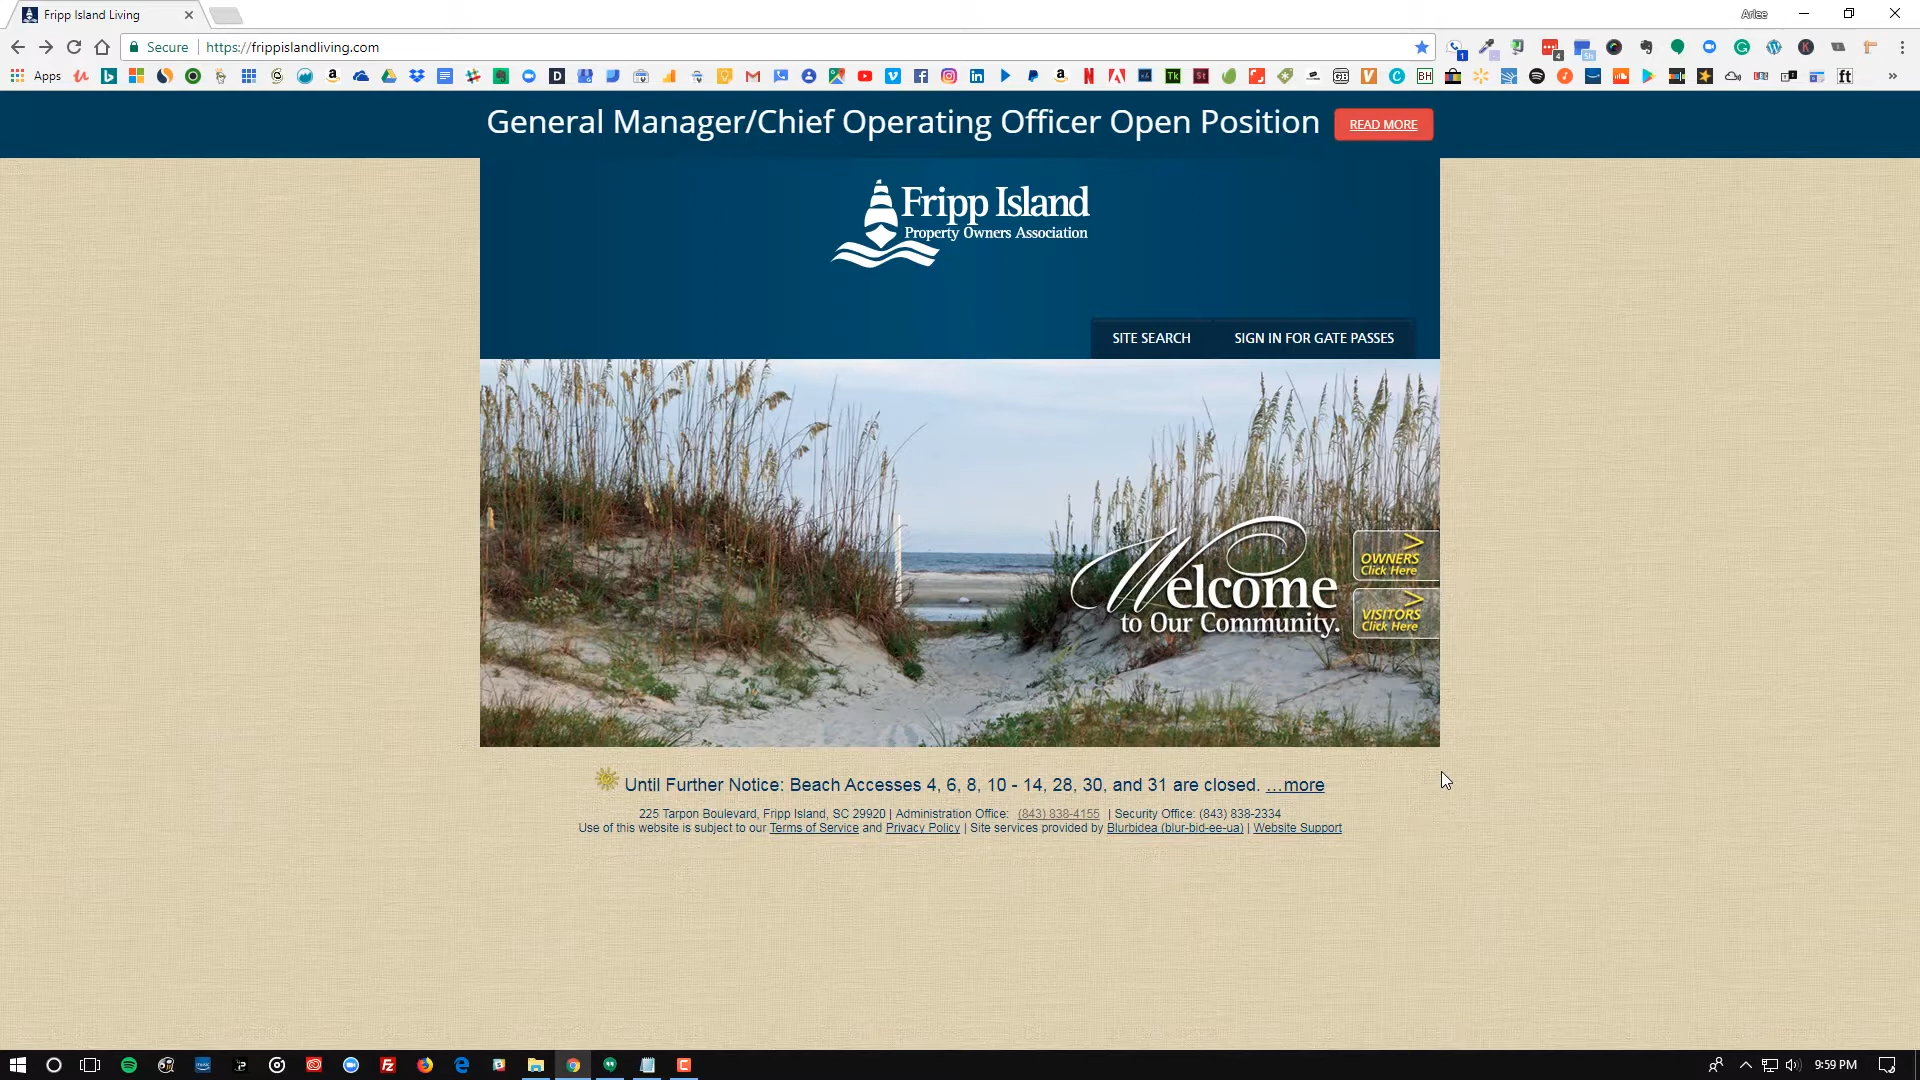 Fripp Island Living
Arlee
Secure
https://frippislandliving.com
Apps
General Manager/Chief Operating Officer Open Position
READ MORE
Fripp Island
Property Owners Association
SITE SEARCH
SIGN IN FOR GATE PASSES
Welcome
to Our Community.
OWNERS
Click Here
VISITORS
Click Here
Until Further Notice: Beach Accesses 4, 6, 8, 10 - 14, 28, 30, and 31 are closed. ...more
225 Tarpon Boulevard, Fripp Island, SC 29920 | Administration Office: (843) 838-4155 | Security Office: (843) 838-2334
Use of this website is subject to our Terms of Service and Privacy Policy | Site services provided by Blurbidea (blur-bid-ee-ua) | Website Support
9:59 PM